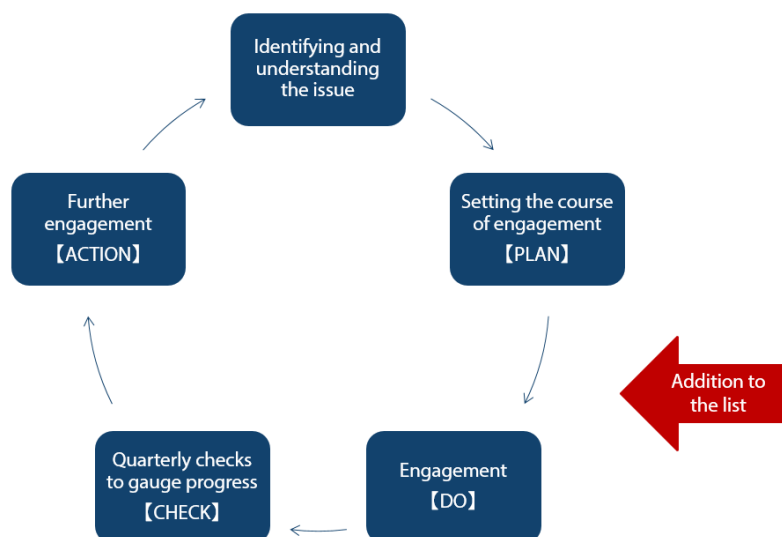 Identifying and
understanding
the issue
Setting the course
of engagement
【PLAN】
Addition to
the list
Engagement
【DO】
Quarterly checks
to gauge progress
【CHECK】
Further
engagement
【ACTION】